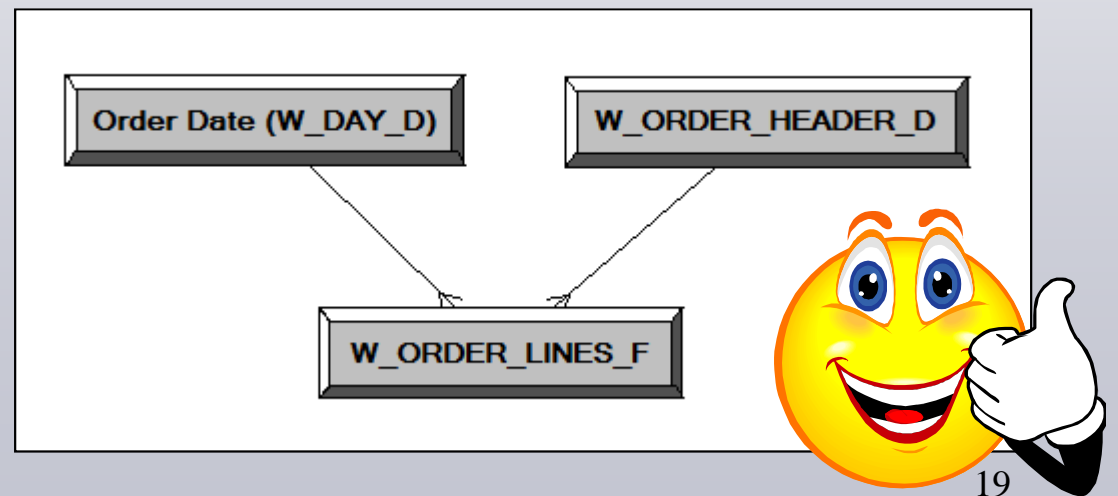 Order Date (W_DAY_D)
W_ORDER_HEADER_D
W_ORDER_LINES_F
19